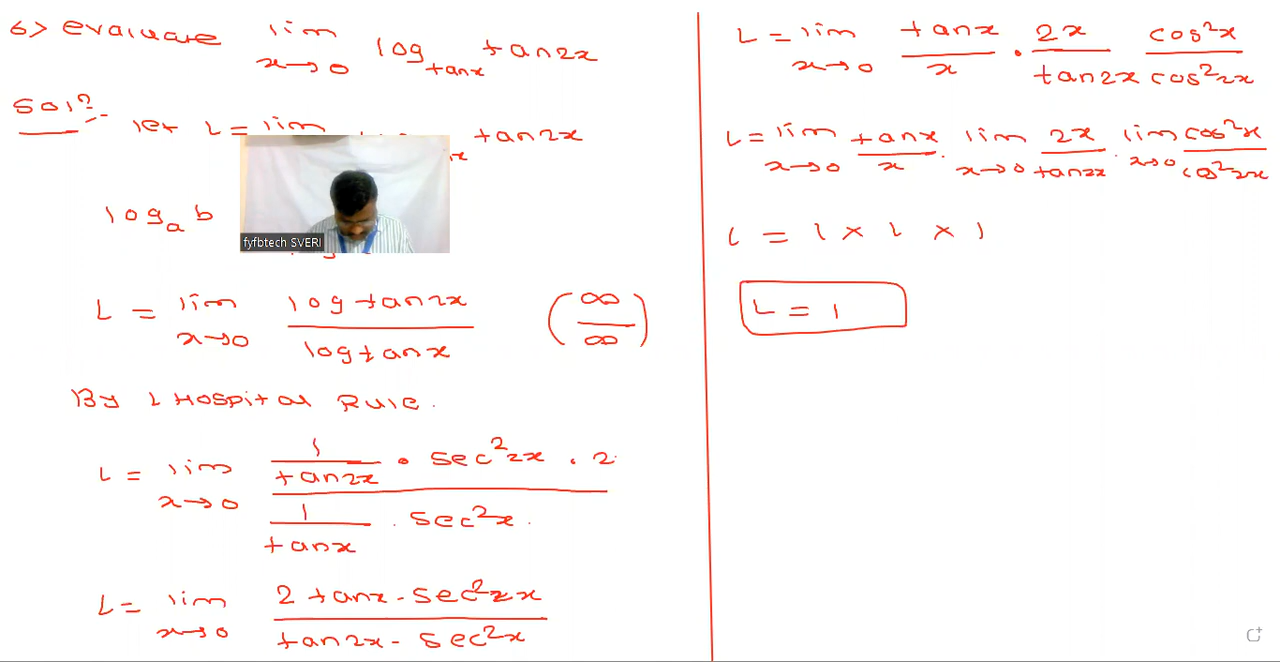 6> evaluate lim x→0 log tanx tan2x
Sol?:- let L = lim tan2x
log a b
fyfbtech SVERI
L = lim x→0 log tan2x / log tanx (∞/∞)
By L Hospital Rule.
L = lim x→0 1/tan2x . sec²2x . 2 / 1/tanx . sec²x.
L = lim x→0 2 tanx - sec²2x / tan2x - sec²x
L = lim x→0 tanx/x . 2x/tan2x cos²x/cos²2x
L = lim x→0 tanx/x . lim x→0 2x/tan2x . lim x→0 cos²x/cos²2x
L = 1 × 1 × 1
L = 1